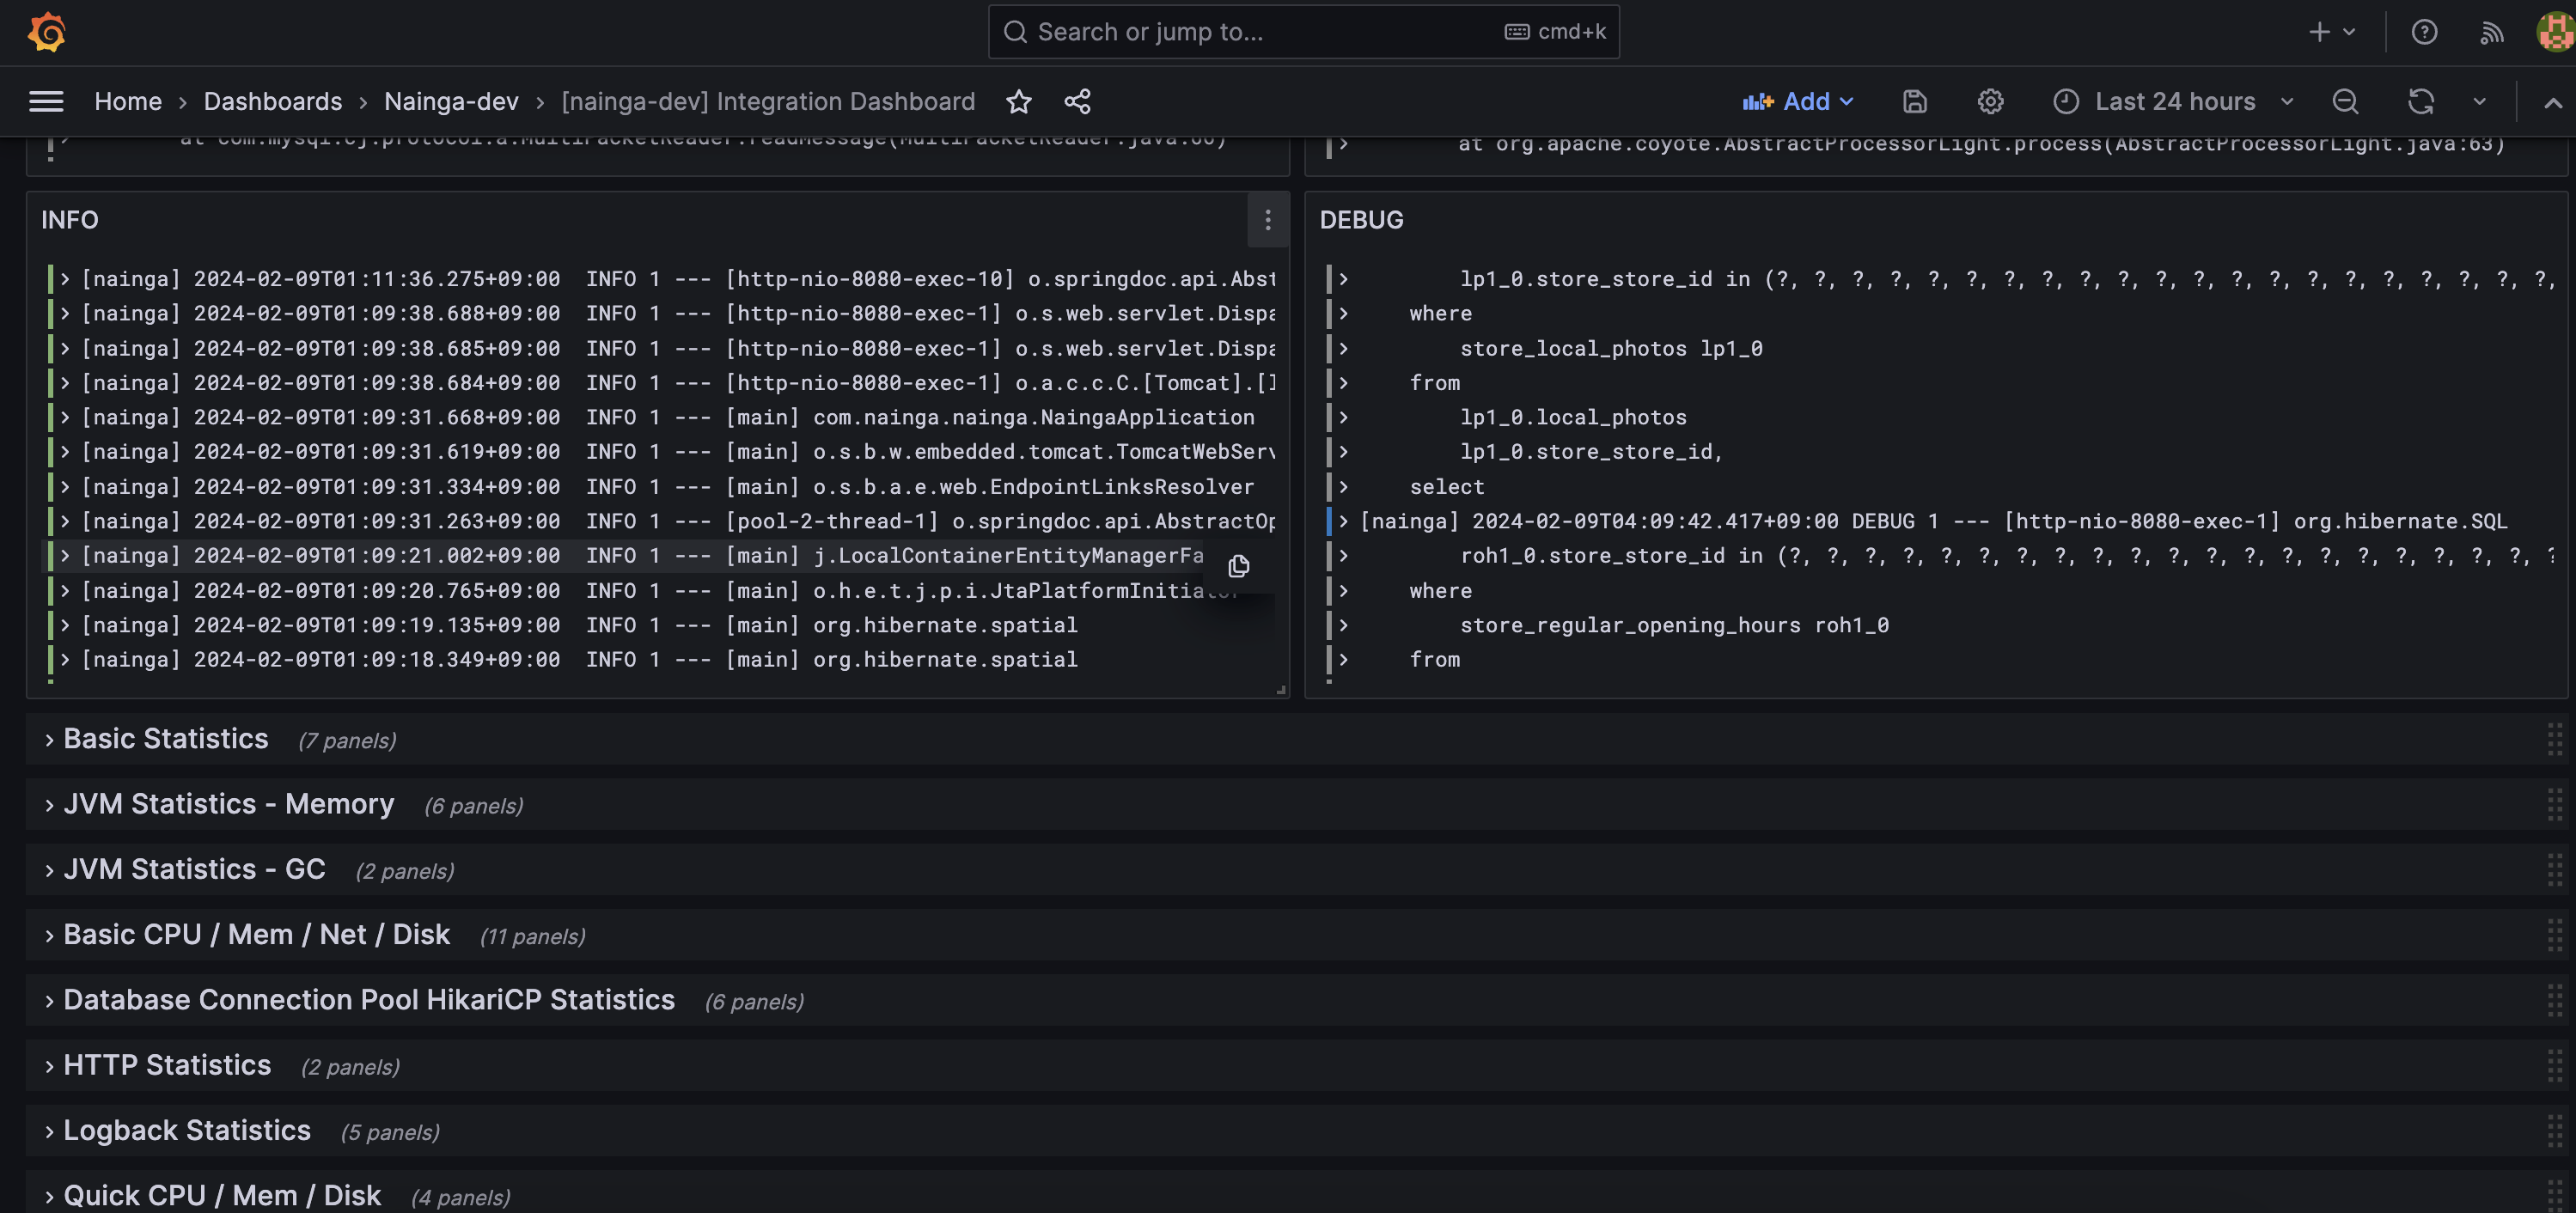 Search or jump to...
cmd+k
Home › Dashboards › Nainga-dev › [nainga-dev] Integration Dashboard
Add
Last 24 hours
at com.mysql.cj.protocol.a.MultiPacketReader.readMessage(MultiPacketReader.java:66)
at org.apache.coyote.AbstractProcessorLight.process(AbstractProcessorLight.java:63)
INFO
[nainga] 2024-02-09T01:11:36.275+09:00  INFO 1 --- [http-nio-8080-exec-10] o.springdoc.api.Abst
[nainga] 2024-02-09T01:09:38.688+09:00  INFO 1 --- [http-nio-8080-exec-1] o.s.web.servlet.Dispa
[nainga] 2024-02-09T01:09:38.685+09:00  INFO 1 --- [http-nio-8080-exec-1] o.s.web.servlet.Dispa
[nainga] 2024-02-09T01:09:38.684+09:00  INFO 1 --- [http-nio-8080-exec-1] o.a.c.c.C.[Tomcat].[
[nainga] 2024-02-09T01:09:31.668+09:00  INFO 1 --- [main] com.nainga.nainga.NaingaApplication
[nainga] 2024-02-09T01:09:31.619+09:00  INFO 1 --- [main] o.s.b.w.embedded.tomcat.TomcatWebServ
[nainga] 2024-02-09T01:09:31.334+09:00  INFO 1 --- [main] o.s.b.a.e.web.EndpointLinksResolver
[nainga] 2024-02-09T01:09:31.263+09:00  INFO 1 --- [pool-2-thread-1] o.springdoc.api.AbstractOp
[nainga] 2024-02-09T01:09:21.002+09:00  INFO 1 --- [main] j.LocalContainerEntityManagerFa
[nainga] 2024-02-09T01:09:20.765+09:00  INFO 1 --- [main] o.h.e.t.j.p.i.JtaPlatformInitiator
[nainga] 2024-02-09T01:09:19.135+09:00  INFO 1 --- [main] org.hibernate.spatial
[nainga] 2024-02-09T01:09:18.349+09:00  INFO 1 --- [main] org.hibernate.spatial
DEBUG
lp1_0.store_store_id in (?, ?, ?, ?, ?, ?, ?, ?, ?, ?, ?, ?, ?, ?, ?, ?, ?, ?, ?, ?, ?,
where
store_local_photos lp1_0
from
lp1_0.local_photos
lp1_0.store_store_id,
select
[nainga] 2024-02-09T04:09:42.417+09:00 DEBUG 1 --- [http-nio-8080-exec-1] org.hibernate.SQL
roh1_0.store_store_id in (?, ?, ?, ?, ?, ?, ?, ?, ?, ?, ?, ?, ?, ?, ?, ?, ?, ?, ?, ?, ?
where
store_regular_opening_hours roh1_0
from
Basic Statistics (7 panels)
JVM Statistics - Memory (6 panels)
JVM Statistics - GC (2 panels)
Basic CPU / Mem / Net / Disk (11 panels)
Database Connection Pool HikariCP Statistics (6 panels)
HTTP Statistics (2 panels)
Logback Statistics (5 panels)
Quick CPU / Mem / Disk (4 panels)